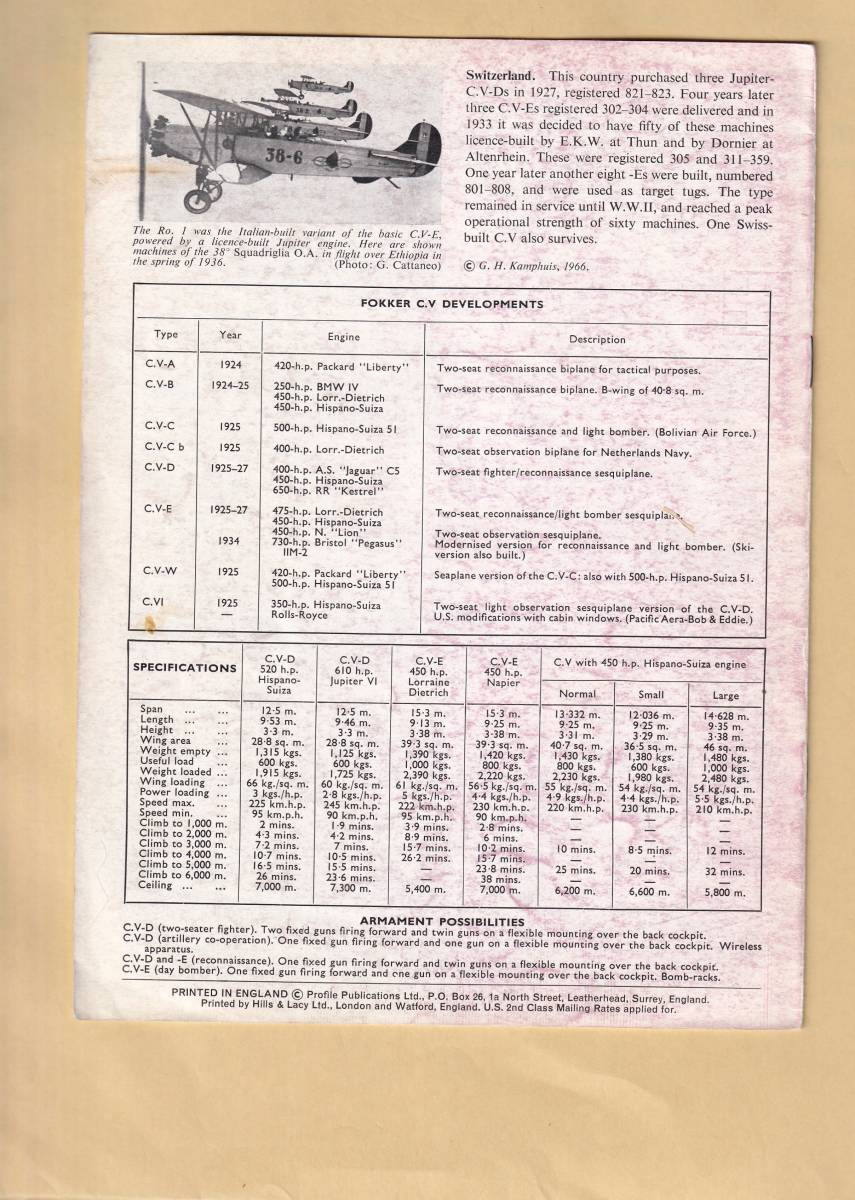 38-6
The Ro. 1 was the Italian-built variant of the basic C.V-E,
powered by a licence-built Jupiter engine. Here are shown
machines of the 38° Squadriglia O.A. in flight over Ethiopia in
the spring of 1936. (Photo: G. Cattaneo)
Switzerland. This country purchased three Jupiter-
C.V-Ds in 1927, registered 821–823. Four years later
three C.V-Es registered 302–304 were delivered and in
1933 it was decided to have fifty of these machines
licence-built by E.K.W. at Thun and by Dornier at
Altenrhein. These were registered 305 and 311–359.
One year later another eight -Es were built, numbered
801–808, and were used as target tugs. The type
remained in service until W.W.II, and reached a peak
operational strength of sixty machines. One Swiss-
built C.V also survives.
© G. H. Kamphuis, 1966.
FOKKER C.V DEVELOPMENTS
Type Year Engine Description
C.V-A 1924 420-h.p. Packard "Liberty" Two-seat reconnaissance biplane for tactical purposes.
C.V-B 1924–25 250-h.p. BMW IV Two-seat reconnaissance biplane. B-wing of 40·8 sq. m.
450-h.p. Lorr.-Dietrich
450-h.p. Hispano-Suiza
C.V-C 1925 500-h.p. Hispano-Suiza 51 Two-seat reconnaissance and light bomber. (Bolivian Air Force.)
C.V-C b 1925 400-h.p. Lorr.-Dietrich Two-seat observation biplane for Netherlands Navy.
C.V-D 1925–27 400-h.p. A.S. "Jaguar" C5 Two-seat fighter/reconnaissance sesquiplane.
450-h.p. Hispano-Suiza
650-h.p. RR "Kestrel"
C.V-E 1925–27 475-h.p. Lorr.-Dietrich Two-seat reconnaissance/light bomber sesquiplane.
450-h.p. Hispano-Suiza
450-h.p. N. "Lion" Two-seat observation sesquiplane.
1934 730-h.p. Bristol "Pegasus" Modernised version for reconnaissance and light bomber. (Ski-
IIM-2 version also built.)
C.V-W 1925 420-h.p. Packard "Liberty" Seaplane version of the C.V-C: also with 500-h.p. Hispano-Suiza 51.
500-h.p. Hispano-Suiza 51
C.VI 1925 350-h.p. Hispano-Suiza Two-seat light observation sesquiplane version of the C.V-D.
— Rolls-Royce U.S. modifications with cabin windows. (Pacific Aera-Bob & Eddie.)
SPECIFICATIONS C.V-D 520 h.p. Hispano-Suiza C.V-D 610 h.p. Jupiter VI C.V-E 450 h.p. Lorraine Dietrich C.V-E 450 h.p. Napier C.V with 450 h.p. Hispano-Suiza engine
Normal Small Large
Span ... ... 12·5 m. 12·5 m. 15·3 m. 15·3 m. 13·332 m. 12·036 m. 14·628 m.
Length ... ... 9·53 m. 9·46 m. 9·13 m. 9·25 m. 9·25 m. 9·25 m. 9·35 m.
Height ... ... 3·3 m. 3·3 m. 3·38 m. 3·38 m. 3·31 m. 3·29 m. 3·38 m.
Wing area ... 28·8 sq. m. 28·8 sq. m. 39·3 sq. m. 39·3 sq. m. 40·7 sq. m. 36·5 sq. m. 46 sq. m.
Weight empty ... 1,315 kgs. 1,125 kgs. 1,390 kgs. 1,420 kgs. 1,430 kgs. 1,380 kgs. 1,480 kgs.
Useful load ... 600 kgs. 600 kgs. 1,000 kgs. 800 kgs. 800 kgs. 600 kgs. 1,000 kgs.
Weight loaded ... 1,915 kgs. 1,725 kgs. 2,390 kgs. 2,220 kgs. 2,230 kgs. 1,980 kgs. 2,480 kgs.
Wing loading ... 66 kg./sq. m. 60 kg./sq. m. 61 kg./sq. m. 56·5 kg./sq. m. 55 kg./sq. m. 54 kg./sq. m. 54 kg./sq. m.
Power loading ... 3 kgs./h.p. 2·8 kgs./h.p. 5 kgs./h.p. 4·4 kgs./h.p. 4·9 kgs./h.p. 4·4 kgs./h.p. 5·5 kgs./h.p.
Speed max. ... 225 km.h.p. 245 km.h.p. 222 km.h.p. 230 km.h.p. 220 km.h.p. 230 km.h.p. 210 km.h.p.
Speed min. ... 95 km.p.h. 90 km.p.h. 95 km.p.h. 90 km.p.h. — — —
Climb to 1,000 m. 2 mins. 1·9 mins. 3·9 mins. 2·8 mins. — — —
Climb to 2,000 m. 4·3 mins. 4·2 mins. 8·9 mins. 6 mins. — — —
Climb to 3,000 m. 7·2 mins. 7 mins. 15·7 mins. 10·2 mins. 10 mins. 8·5 mins. 12 mins.
Climb to 4,000 m. 10·7 mins. 10·5 mins. 26·2 mins. 15·7 mins. — — —
Climb to 5,000 m. 16·5 mins. 15·5 mins. — 23·8 mins. 25 mins. 20 mins. 32 mins.
Climb to 6,000 m. 26 mins. 23·6 mins. — 38 mins. — — —
Ceiling ... ... 7,000 m. 7,300 m. 5,400 m. 7,000 m. 6,200 m. 6,600 m. 5,800 m.
ARMAMENT POSSIBILITIES
C.V-D (two-seater fighter). Two fixed guns firing forward and twin guns on a flexible mounting over the back cockpit.
C.V-D (artillery co-operation). One fixed gun firing forward and one gun on a flexible mounting over the back cockpit. Wireless
apparatus.
C.V-D and -E (reconnaissance). One fixed gun firing forward and twin guns on a flexible mounting over the back cockpit.
C.V-E (day bomber). One fixed gun firing forward and one gun on a flexible mounting over the back cockpit. Bomb-racks.
PRINTED IN ENGLAND © Profile Publications Ltd., P.O. Box 26, 1a North Street, Leatherhead, Surrey, England.
Printed by Hills & Lacy Ltd., London and Watford, England. U.S. 2nd Class Mailing Rates applied for.